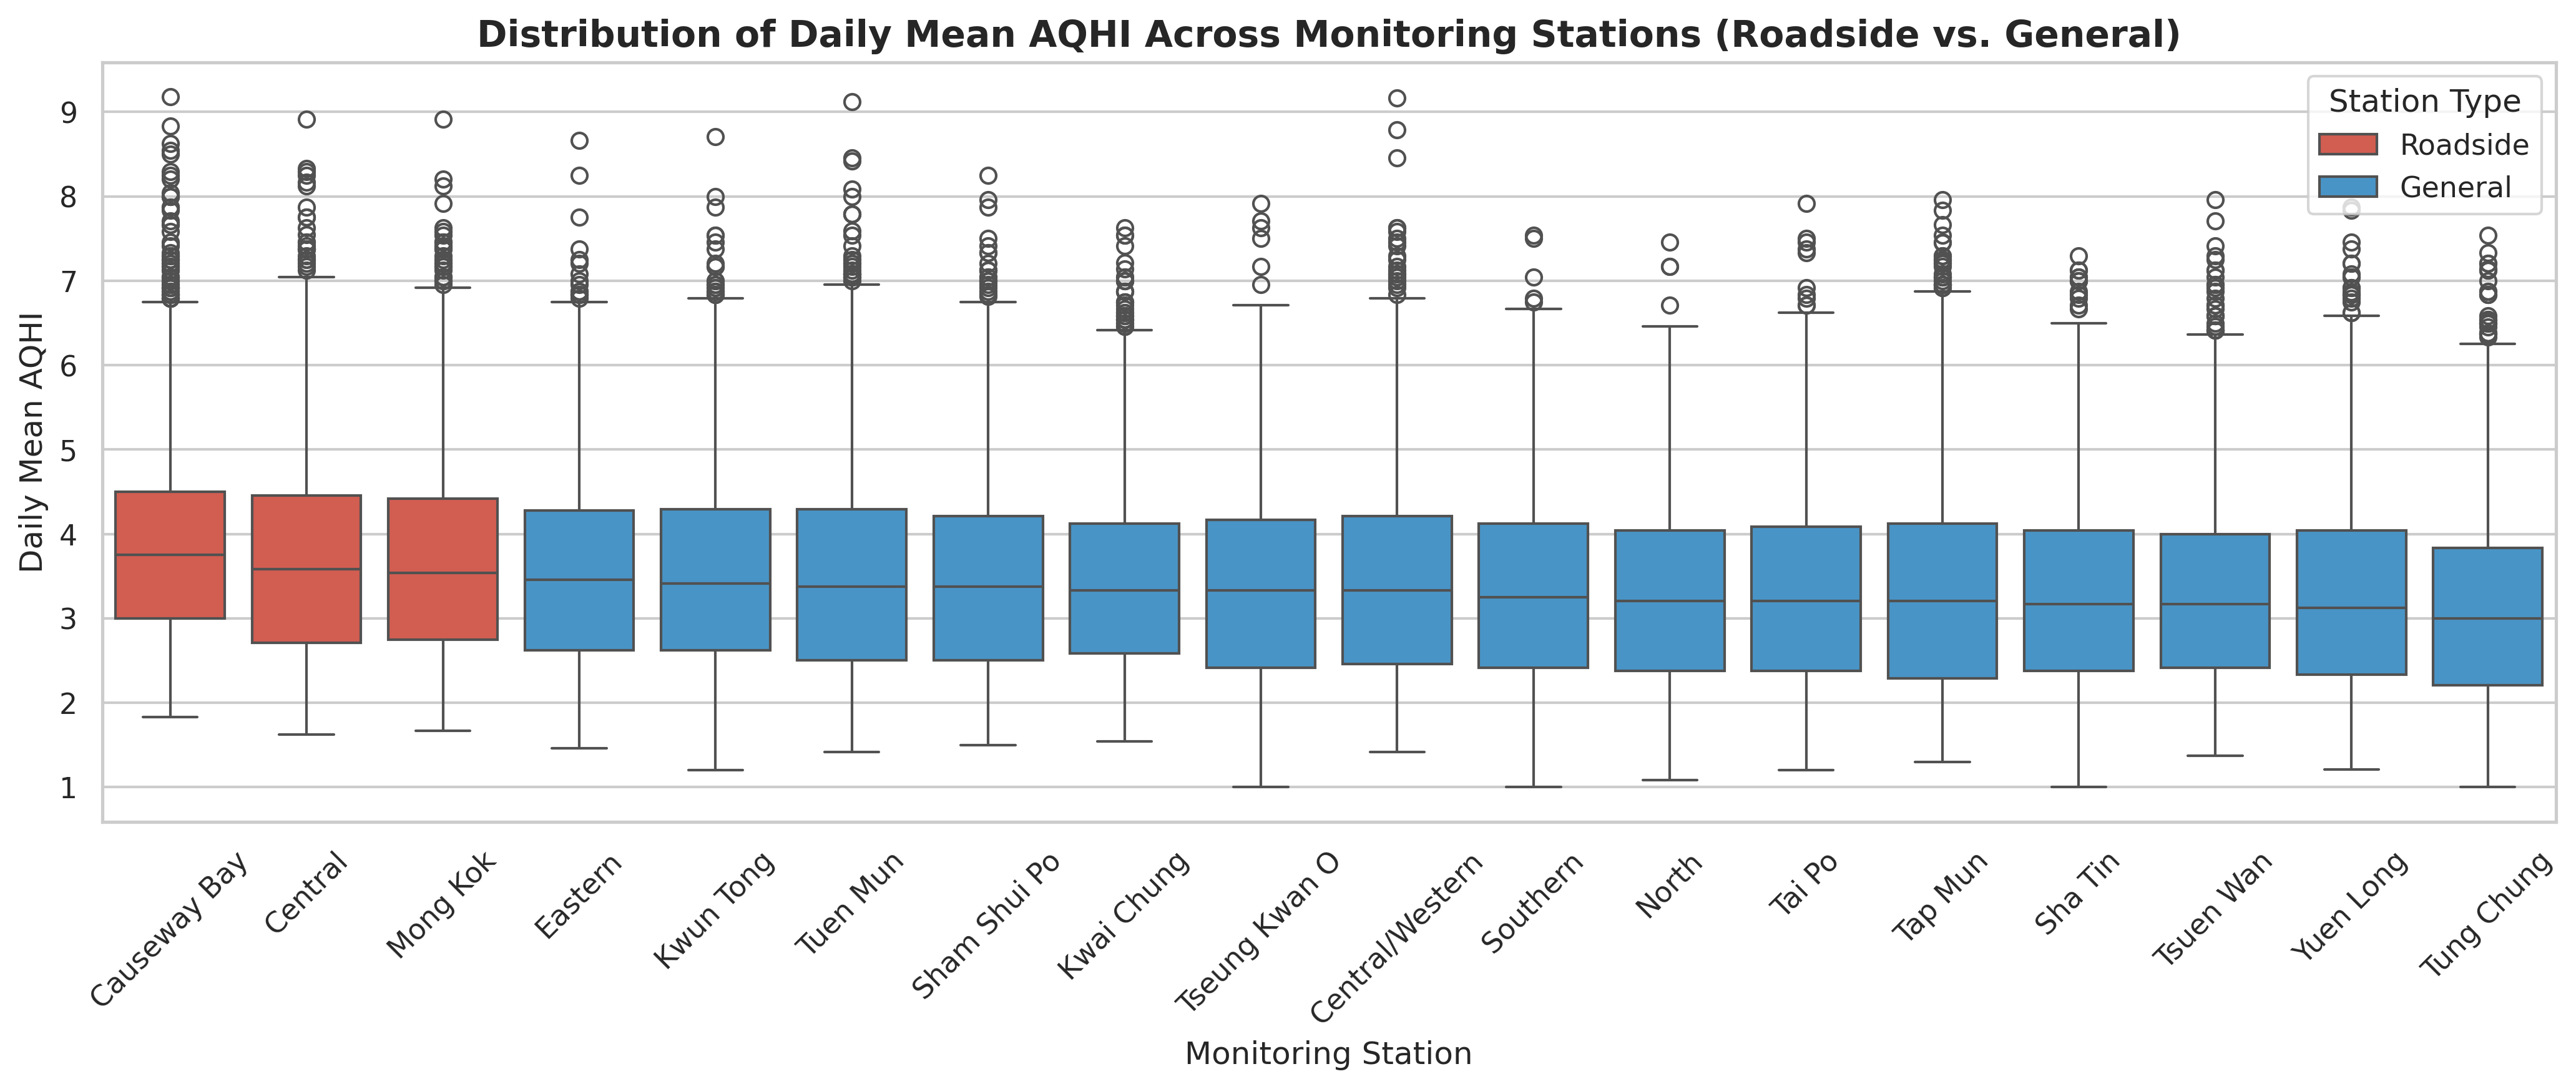 Distribution of Daily Mean AQHI Across Monitoring Stations (Roadside vs. General)
Station Type
Roadside
General
Daily Mean AQHI
9
8
7
6
5
4
3
2
1
Causeway Bay
Central
Mong Kok
Eastern
Kwun Tong
Tuen Mun
Sham Shui Po
Kwai Chung
Tseung Kwan O
Central/Western
Southern
North
Tai Po
Tap Mun
Sha Tin
Tsuen Wan
Yuen Long
Tung Chung
Monitoring Station